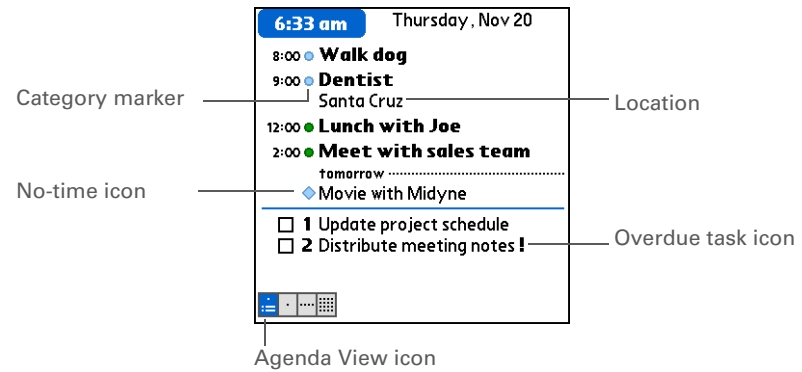 6:33 am Thursday, Nov 20
8:00 Walk dog
9:00 Dentist
Category marker
Santa Cruz
Location
12:00 Lunch with Joe
2:00 Meet with sales team
tomorrow
No-time icon
Movie with Midyne
1 Update project schedule
2 Distribute meeting notes !
Overdue task icon
Agenda View icon